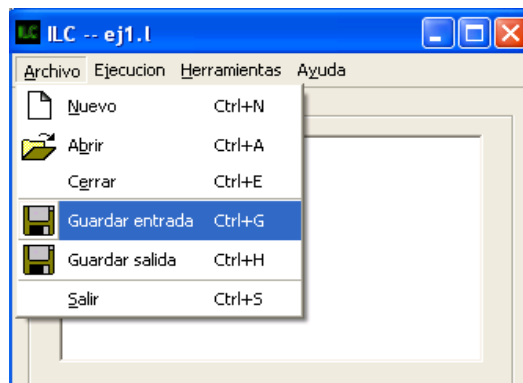 ILC ILC -- ej1.l
Archivo Ejecucion Herramientas Ayuda
Nuevo Ctrl+N
Abrir Ctrl+A
Cerrar Ctrl+E
Guardar entrada Ctrl+G
Guardar salida Ctrl+H
Salir Ctrl+S